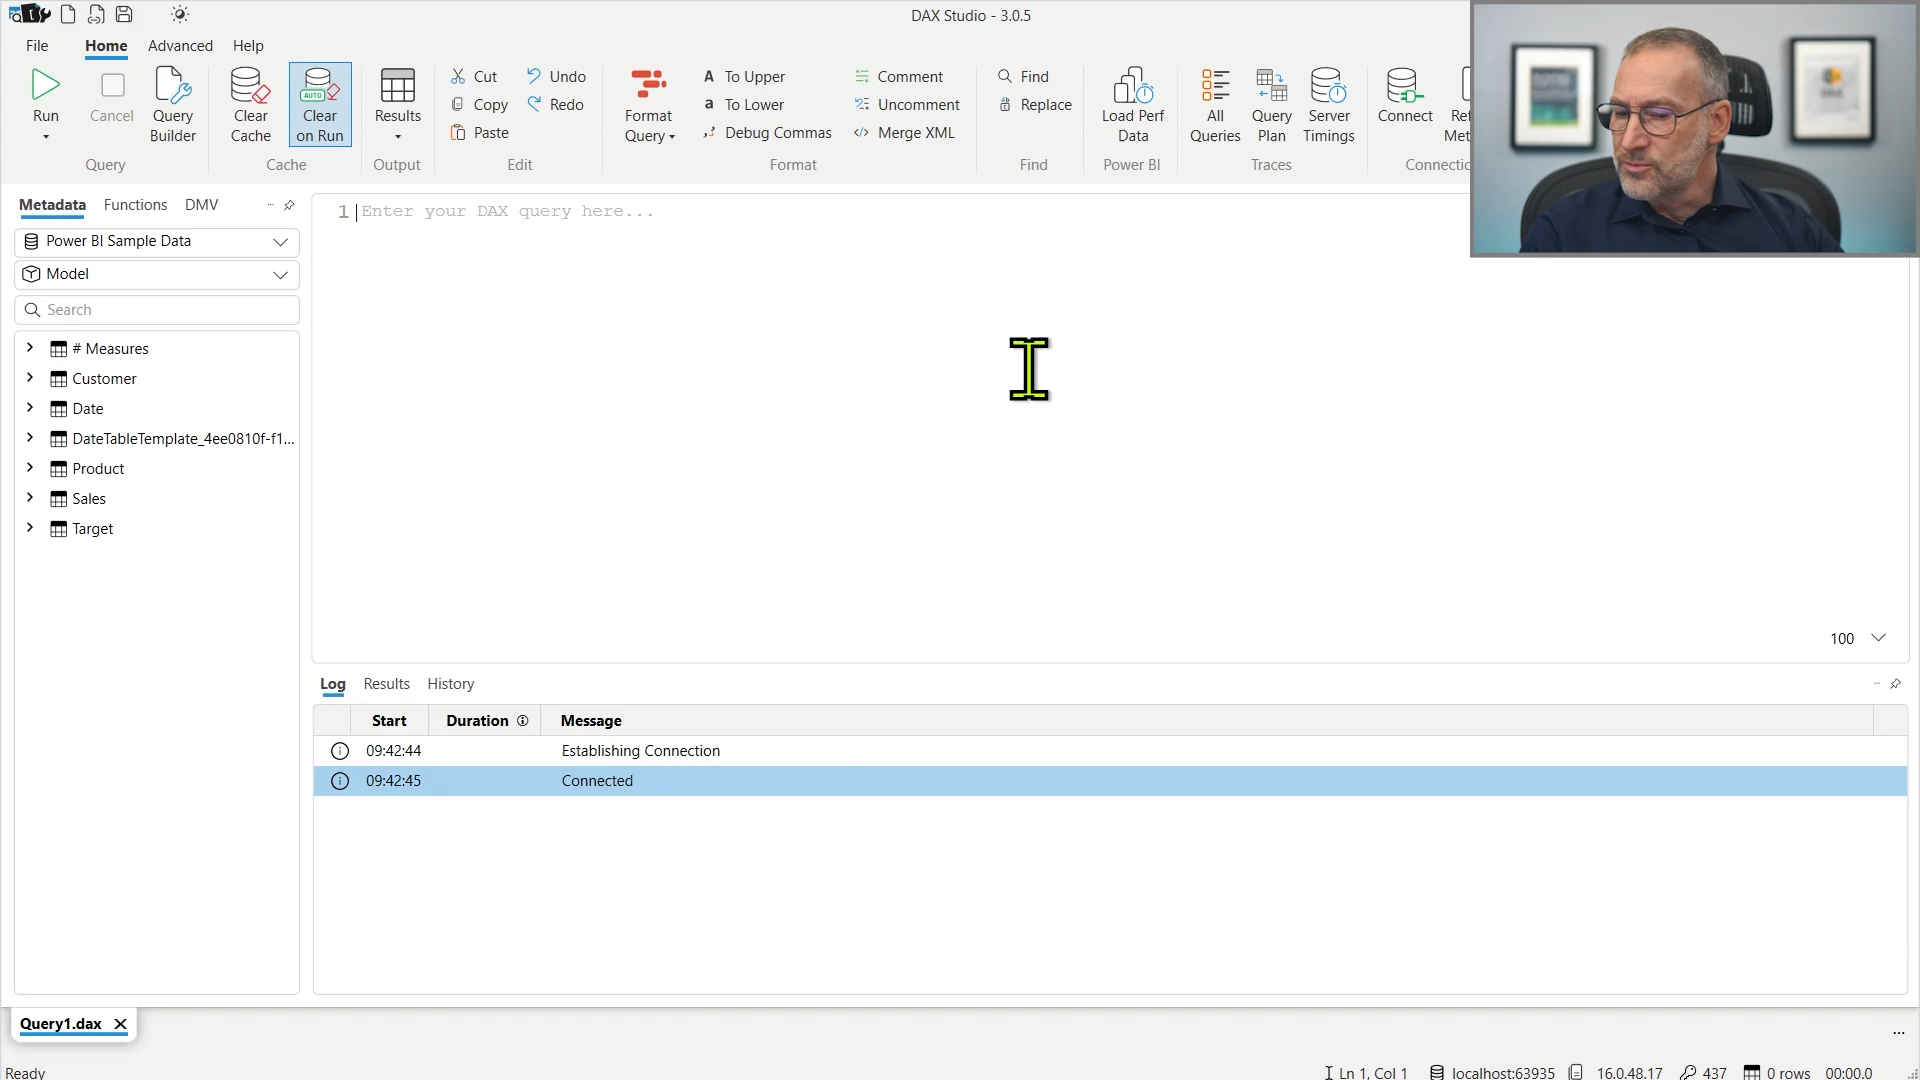 DAX Studio - 3.0.5
File Home Advanced Help
Run
Cancel
Query Builder
Query
Clear Cache
AUTO
Clear on Run
Cache
Results
Output
Cut
Copy
Paste
Undo
Redo
Edit
Format Query
A To Upper
a To Lower
Debug Commas
Comment
Uncomment
Merge XML
Format
Find
Replace
Find
Load Perf Data
Power BI
All Queries
Query Plan
Server Timings
Traces
Connect
Metadata Functions DMV
Power BI Sample Data
Model
Search
# Measures
Customer
Date
DateTableTemplate_4ee0810f-f1...
Product
Sales
Target
1 Enter your DAX query here...
100
Log Results History
Start Duration Message
09:42:44 Establishing Connection
09:42:45 Connected
Query1.dax
Ready
Ln 1, Col 1 localhost:63935 16.0.48.17 437 0 rows 00:00.0